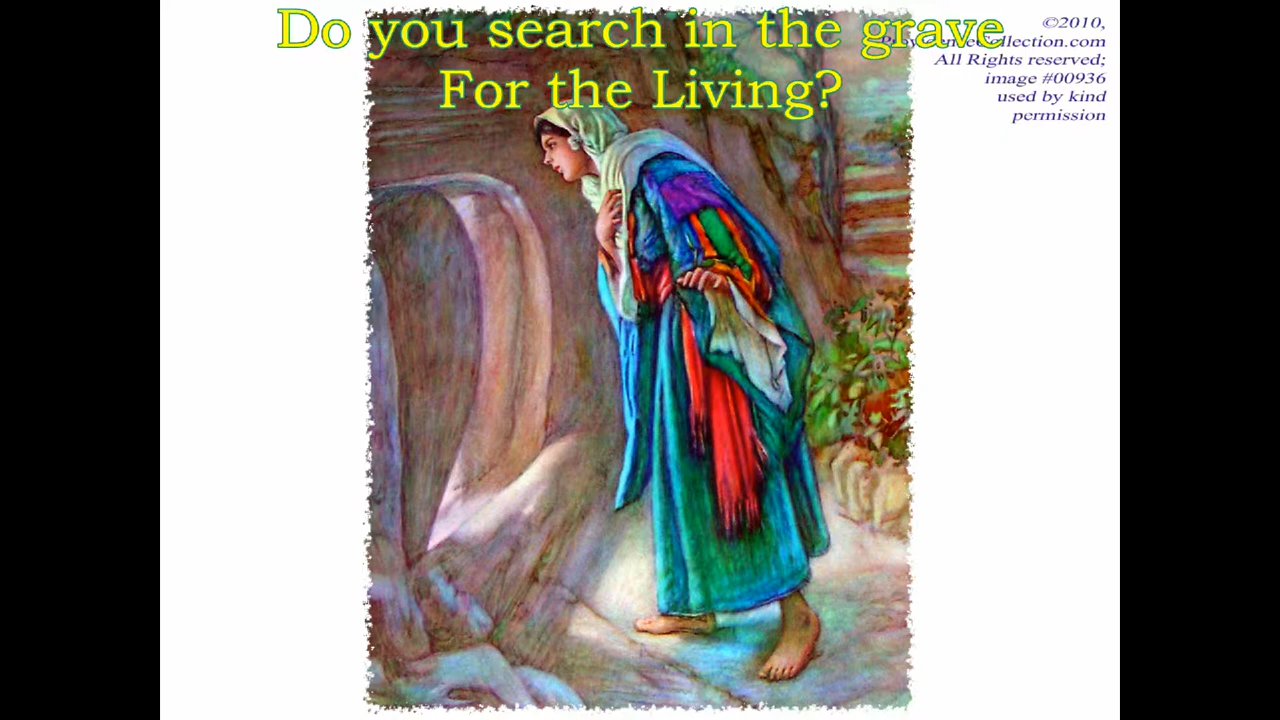 Do you search in the grave
For the Living?
©2010,
All Rights reserved;
image #00936
used by kind
permission